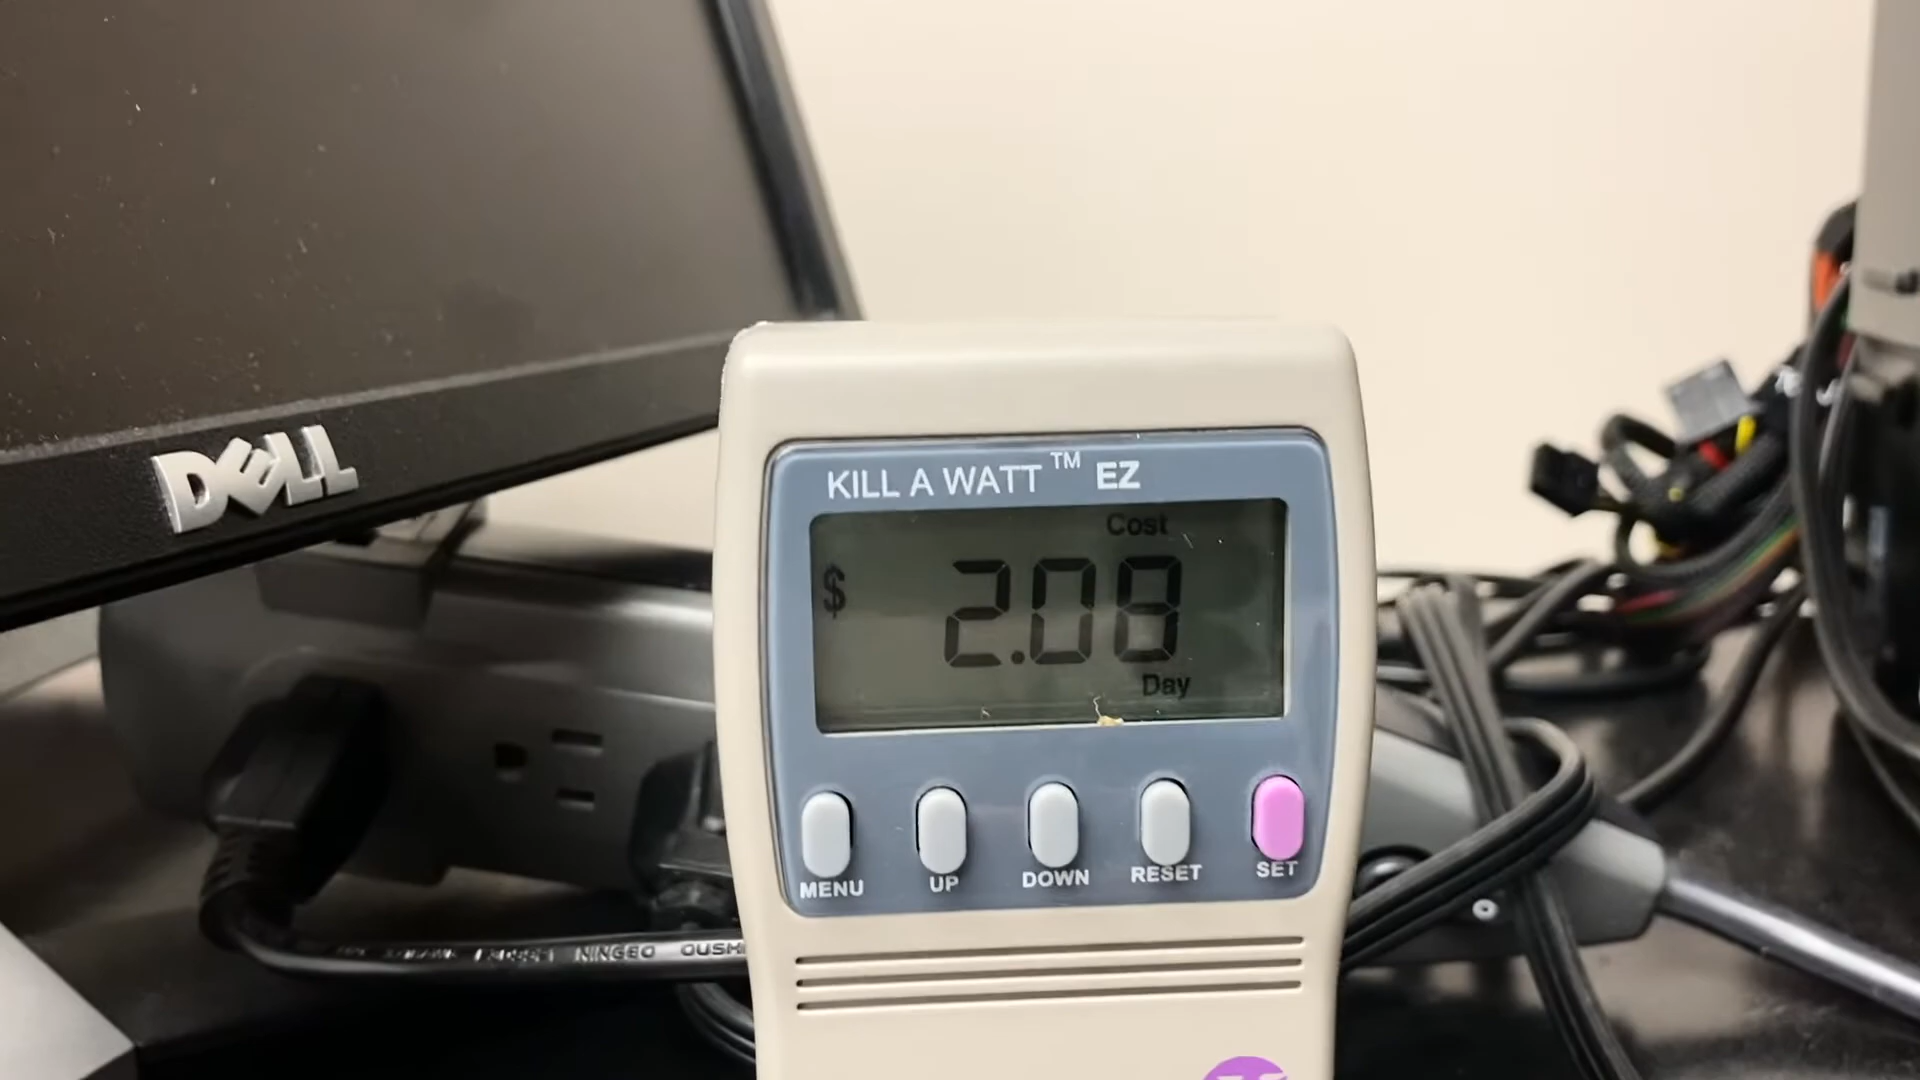 DELL
KILL A WATT™ EZ
Cost
$ 2.08
Day
MENU UP DOWN RESET SET
NINGBO